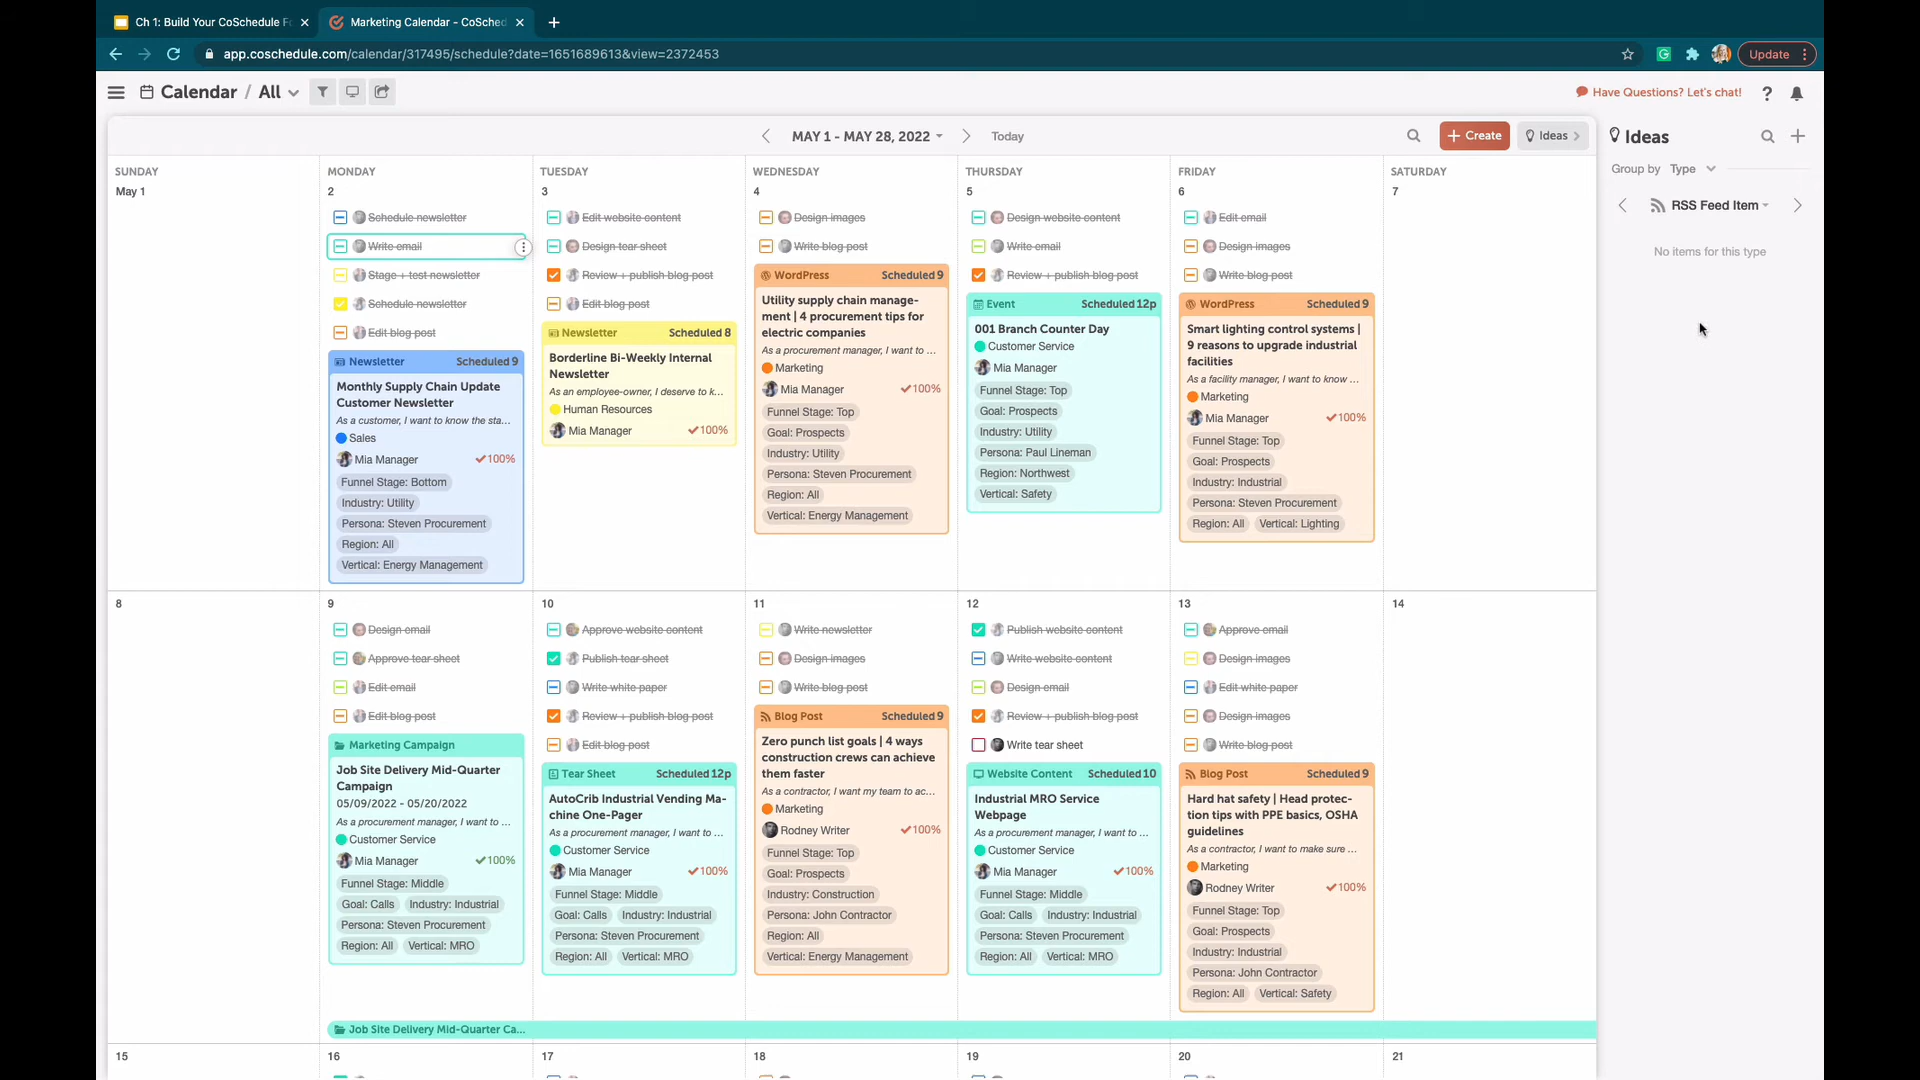 Ch 1: Build Your CoSchedule F
Marketing Calendar - CoSched
app.coschedule.com/calendar/317495/schedule?date=1651689613&view=2372453
Update
Calendar / All
Have Questions? Let's chat!
MAY 1 - MAY 28, 2022
Today
Create
Ideas
Ideas
Group by Type
RSS Feed Item
No items for this type
SUNDAY
MONDAY
TUESDAY
WEDNESDAY
THURSDAY
FRIDAY
SATURDAY
May 1
2
Schedule newsletter
Write email
Stage + test newsletter
Schedule newsletter
Edit blog post
Newsletter Scheduled 9
Monthly Supply Chain Update
Customer Newsletter
As a customer, I want to know the sta...
Sales
Mia Manager 100%
Funnel Stage: Bottom
Industry: Utility
Persona: Steven Procurement
Region: All
Vertical: Energy Management
3
Edit website content
Design tear sheet
Review + publish blog post
Edit blog post
Newsletter Scheduled 8
Borderline Bi-Weekly Internal
Newsletter
As an employee-owner, I deserve to k...
Human Resources
Mia Manager 100%
4
Design images
Write blog post
WordPress Scheduled 9
Utility supply chain manage-
ment | 4 procurement tips for
electric companies
As a procurement manager, I want to ...
Marketing
Mia Manager 100%
Funnel Stage: Top
Goal: Prospects
Industry: Utility
Persona: Steven Procurement
Region: All
Vertical: Energy Management
5
Design website content
Write email
Review + publish blog post
Event Scheduled 12p
001 Branch Counter Day
Customer Service
Mia Manager
Funnel Stage: Top
Goal: Prospects
Industry: Utility
Persona: Paul Lineman
Region: Northwest
Vertical: Safety
6
Edit email
Design images
Write blog post
WordPress Scheduled 9
Smart lighting control systems |
9 reasons to upgrade industrial
facilities
As a facility manager, I want to know ...
Marketing
Mia Manager 100%
Funnel Stage: Top
Goal: Prospects
Industry: Industrial
Persona: Steven Procurement
Region: All Vertical: Lighting
7
8
9
Design email
Approve tear sheet
Edit email
Edit blog post
Marketing Campaign
Job Site Delivery Mid-Quarter
Campaign
05/09/2022 - 05/20/2022
As a procurement manager, I want to ...
Customer Service
Mia Manager 100%
Funnel Stage: Middle
Goal: Calls Industry: Industrial
Persona: Steven Procurement
Region: All Vertical: MRO
10
Approve website content
Publish tear sheet
Write white paper
Review + publish blog post
Edit blog post
Tear Sheet Scheduled 12p
AutoCrib Industrial Vending Ma-
chine One-Pager
As a procurement manager, I want to ...
Customer Service
Mia Manager 100%
Funnel Stage: Middle
Goal: Calls Industry: Industrial
Persona: Steven Procurement
Region: All Vertical: MRO
11
Write newsletter
Design images
Write blog post
Blog Post Scheduled 9
Zero punch list goals | 4 ways
construction crews can achieve
them faster
As a contractor, I want my team to ac...
Marketing
Rodney Writer 100%
Funnel Stage: Top
Goal: Prospects
Industry: Construction
Persona: John Contractor
Region: All
Vertical: Energy Management
12
Publish website content
Write website content
Design email
Review + publish blog post
Write tear sheet
Website Content Scheduled 10
Industrial MRO Service
Webpage
As a procurement manager, I want to ...
Customer Service
Mia Manager 100%
Funnel Stage: Middle
Goal: Calls Industry: Industrial
Persona: Steven Procurement
Region: All Vertical: MRO
13
Approve email
Design images
Edit white paper
Design images
Write blog post
Blog Post Scheduled 9
Hard hat safety | Head protec-
tion tips with PPE basics, OSHA
guidelines
As a contractor, I want to make sure ...
Marketing
Rodney Writer 100%
Funnel Stage: Top
Goal: Prospects
Industry: Industrial
Persona: John Contractor
Region: All Vertical: Safety
14
Job Site Delivery Mid-Quarter Ca...
15
16
17
18
19
20
21